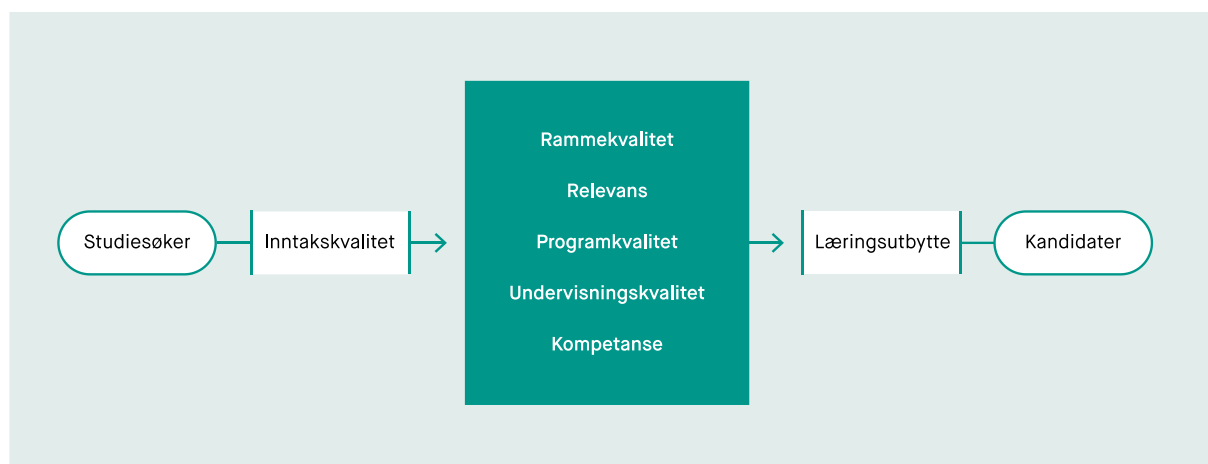 Studiesøker
Inntakskvalitet
Rammekvalitet
Relevans
Programkvalitet
Undervisningskvalitet
Kompetanse
Læringsutbytte
Kandidater